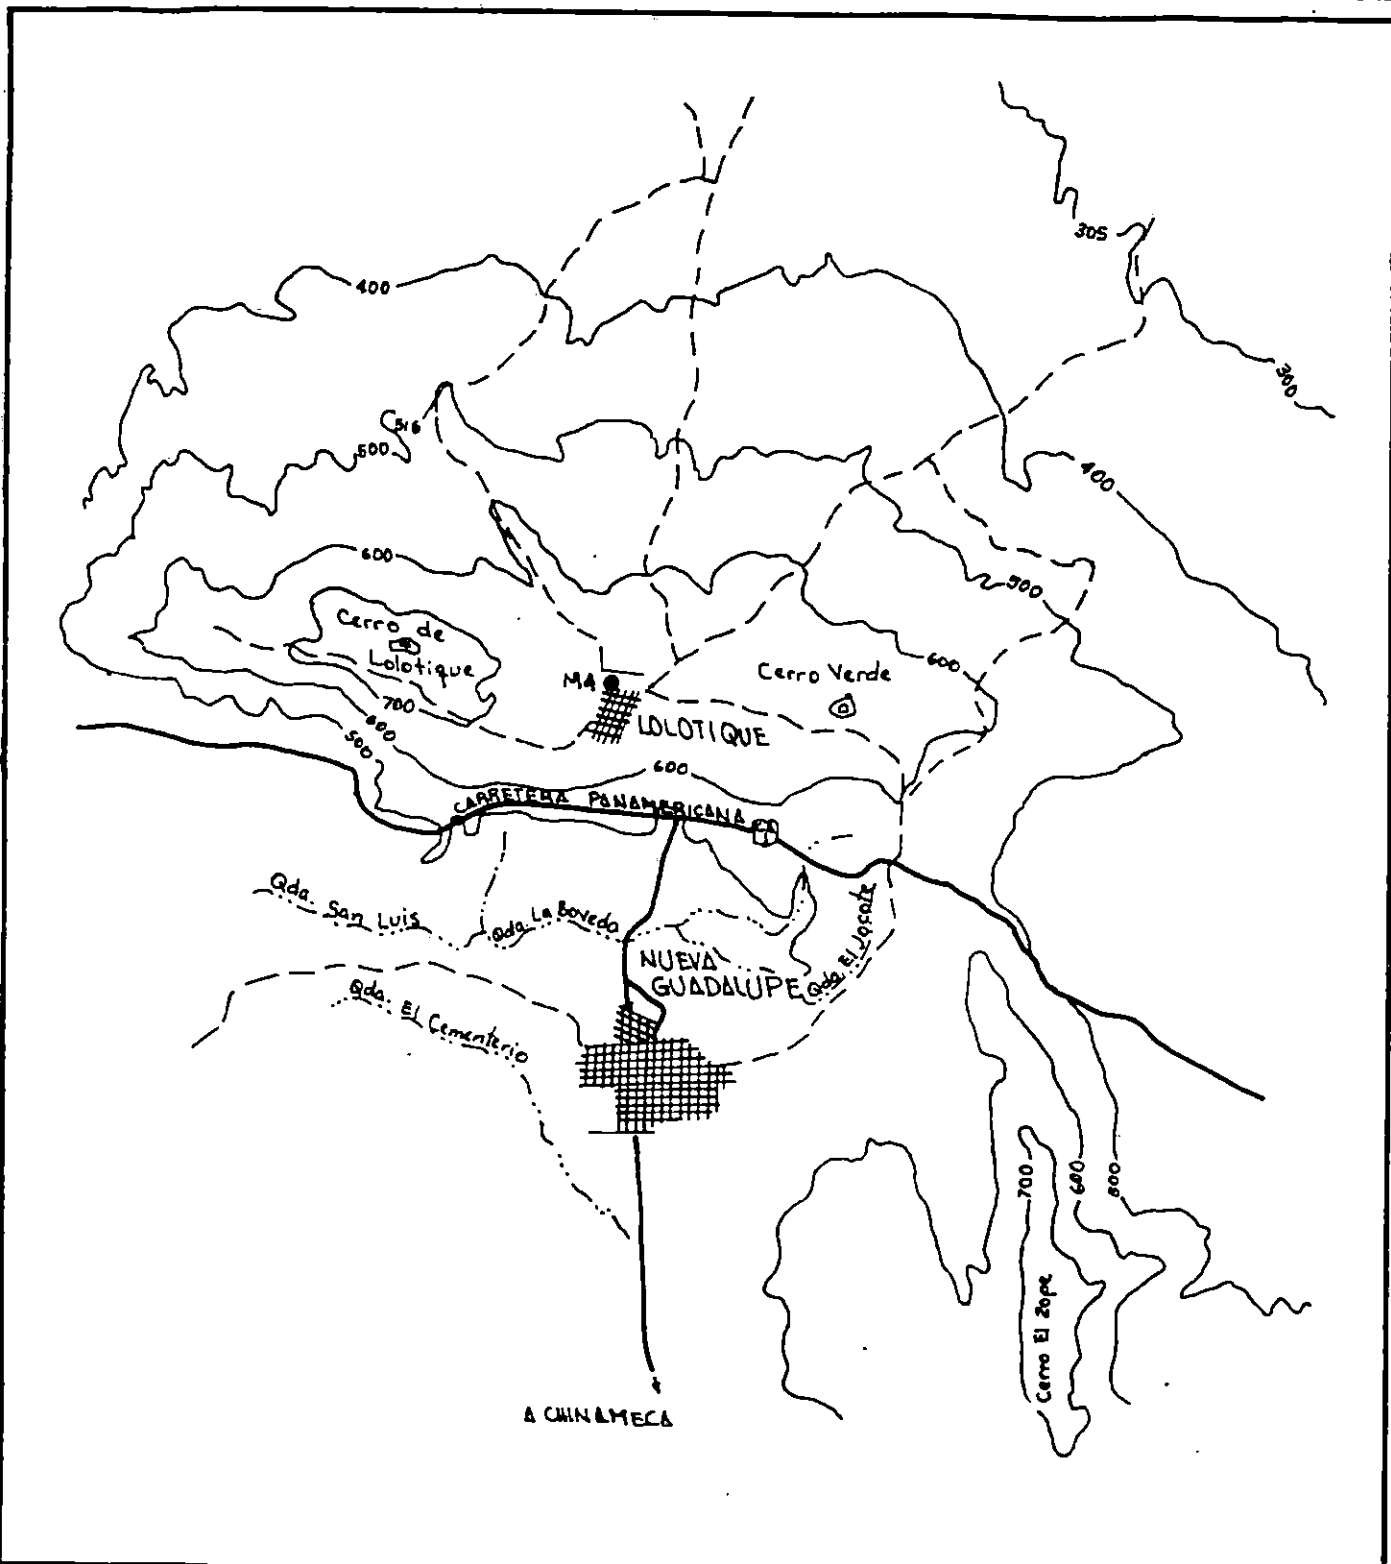 305
400
300
516
500
400
600
500
Cerro de
Lolotique
600
Cerro Verde
MA
700
LOLOTIQUE
600
500
600
CARRETERA PANAMERICANA
CA
1
Qda. San Luis
Qda. La Boveda
Qda. El Jocote
NUEVA
GUADALUPE
Qda. El Cementerio
700
600
800
Cerro El Zope
A CHINAMECA